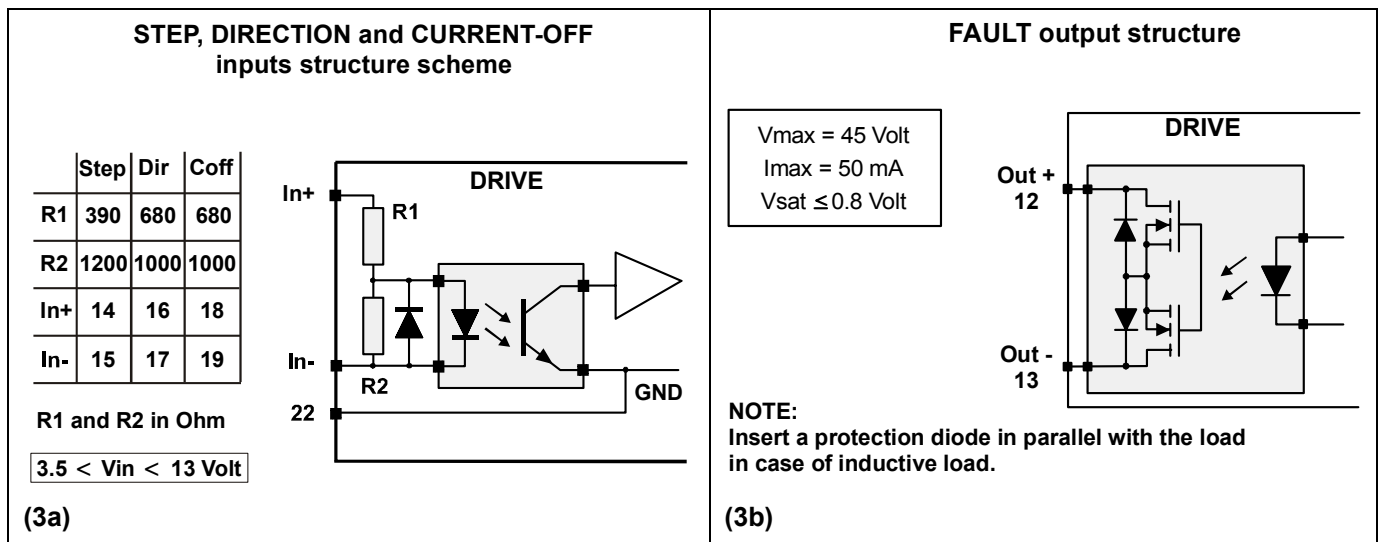 STEP, DIRECTION and CURRENT-OFF
inputs structure scheme
Step Dir Coff
R1 390 680 680
R2 1200 1000 1000
In+ 14 16 18
In- 15 17 19
R1 and R2 in Ohm
3.5 < Vin < 13 Volt
(3a)
DRIVE
In+
R1
In-
R2
22
GND
FAULT output structure
Vmax = 45 Volt
Imax = 50 mA
Vsat ≤ 0.8 Volt
DRIVE
Out +
12
Out -
13
NOTE:
Insert a protection diode in parallel with the load
in case of inductive load.
(3b)